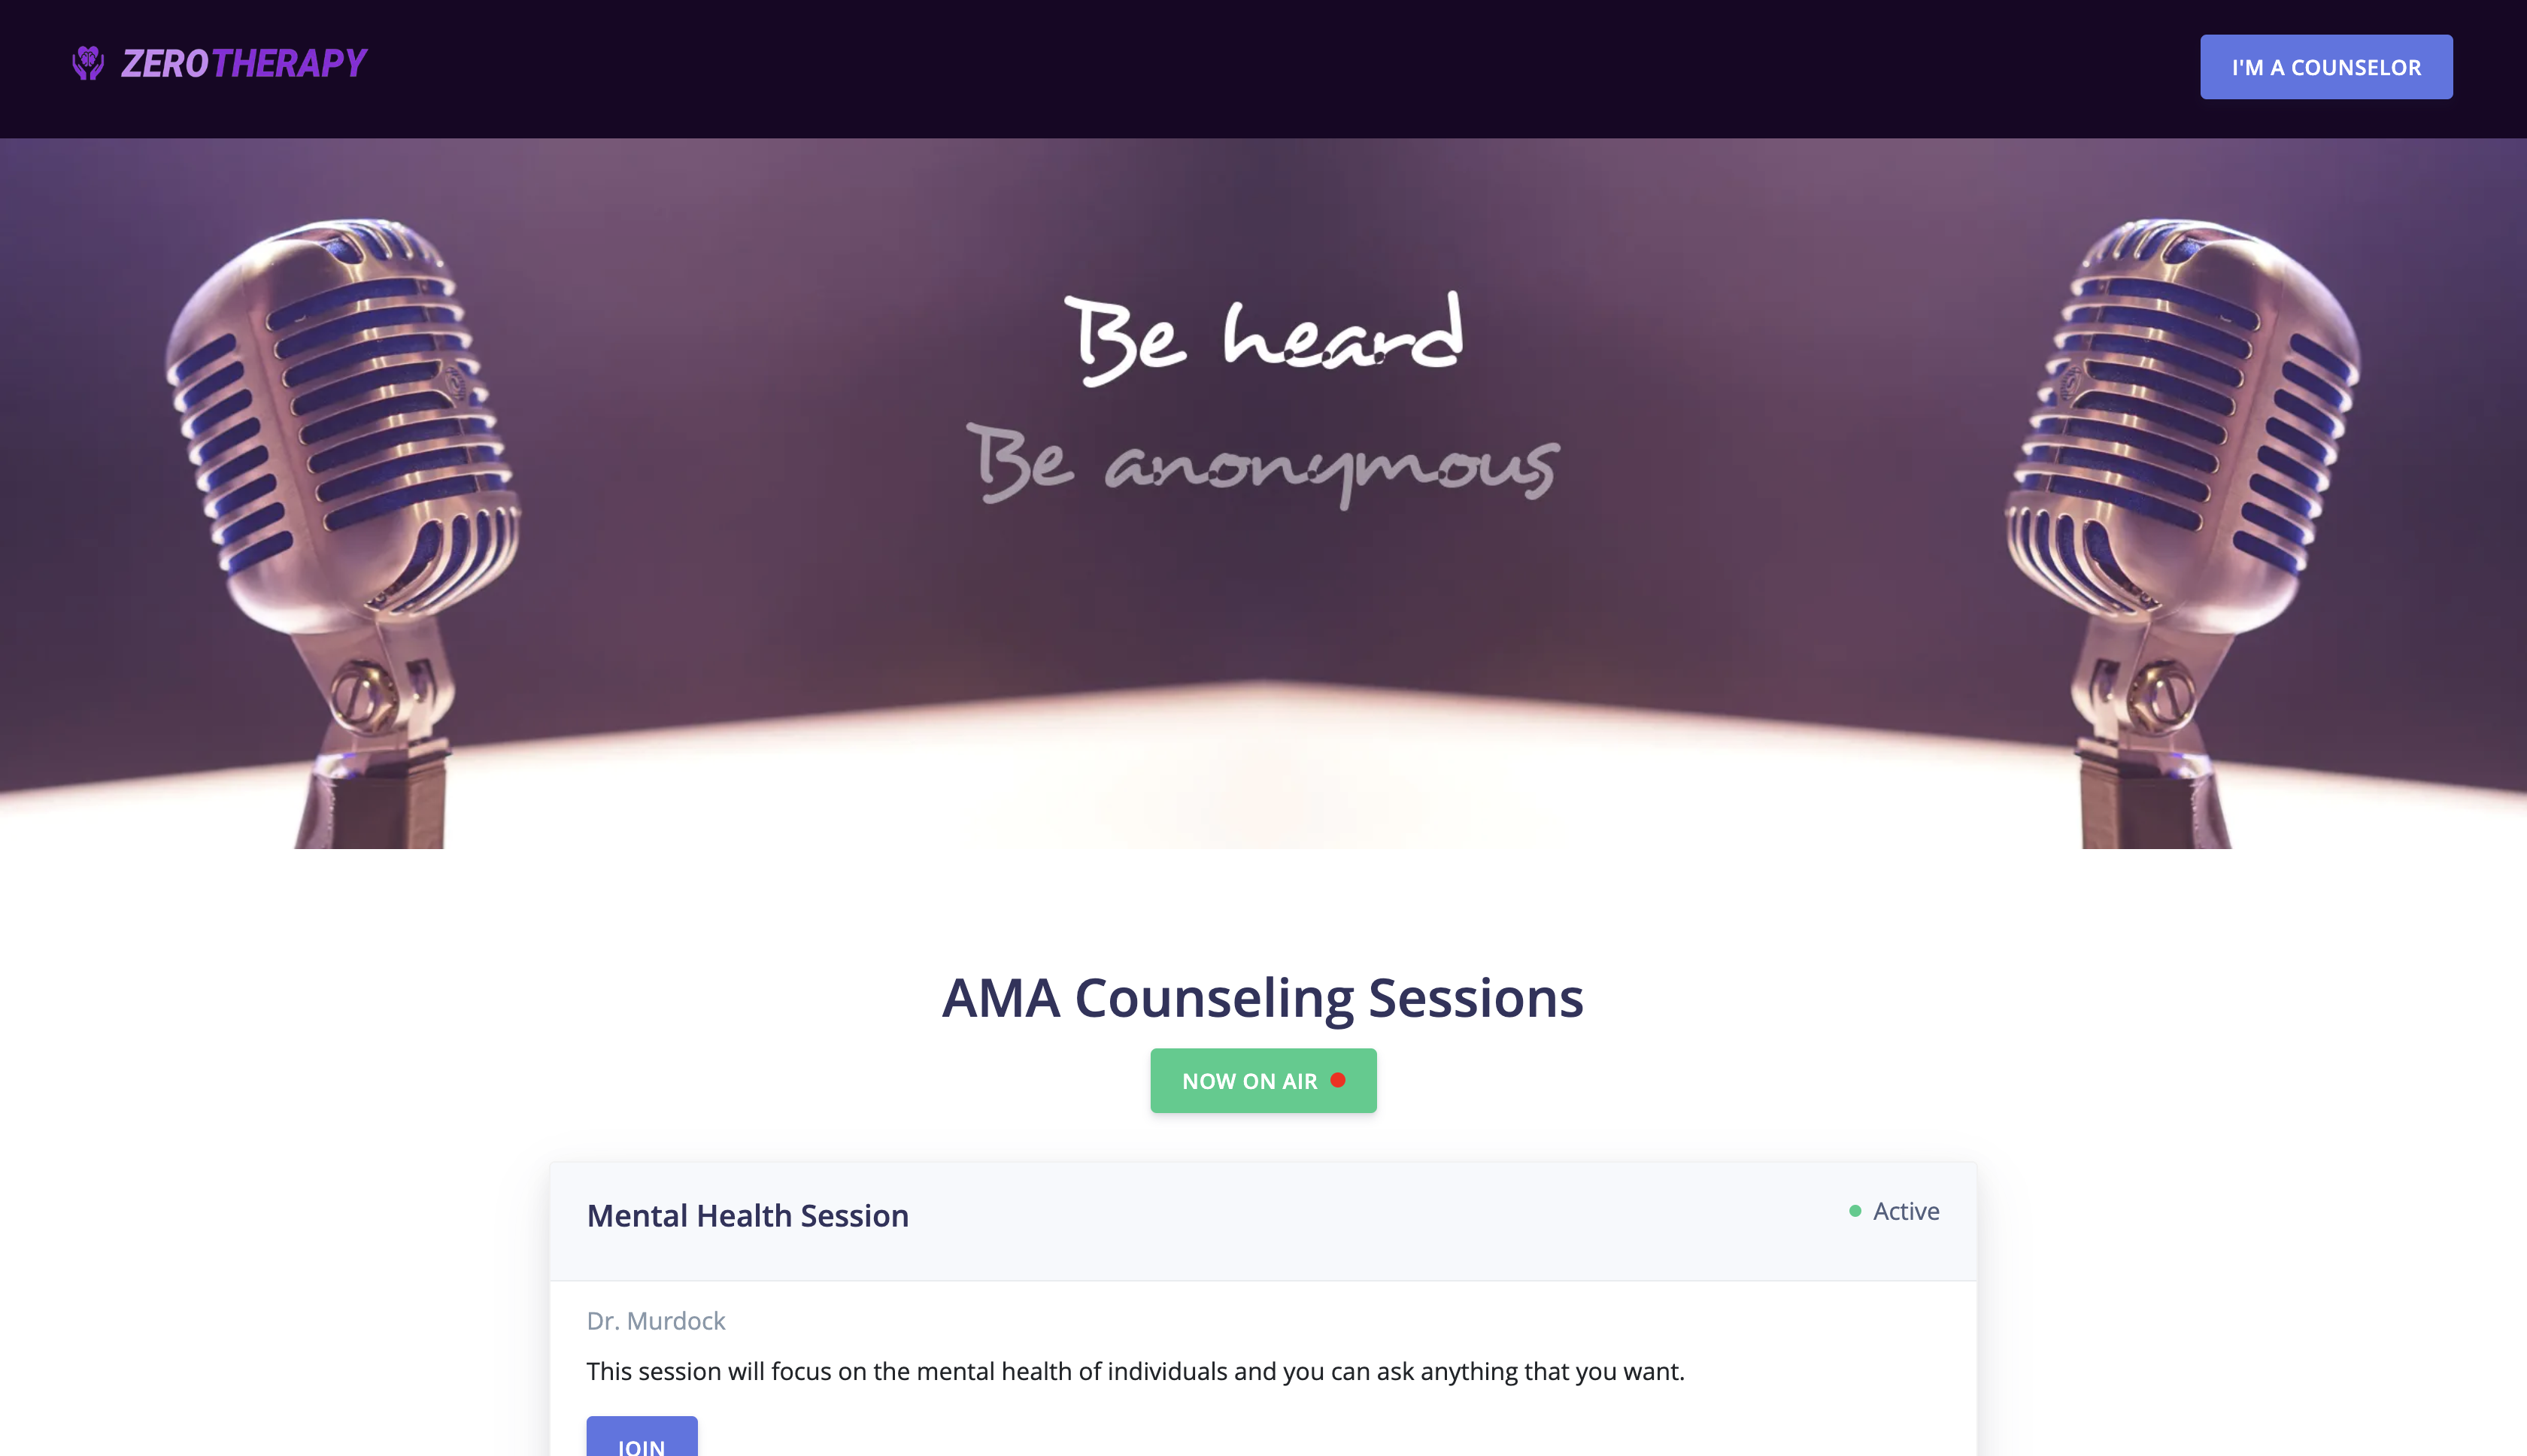 ZEROTHERAPY
I'M A COUNSELOR
Be heard
Be anonymous
AMA Counseling Sessions
NOW ON AIR
Mental Health Session
Active
Dr. Murdock
This session will focus on the mental health of individuals and you can ask anything that you want.
JOIN